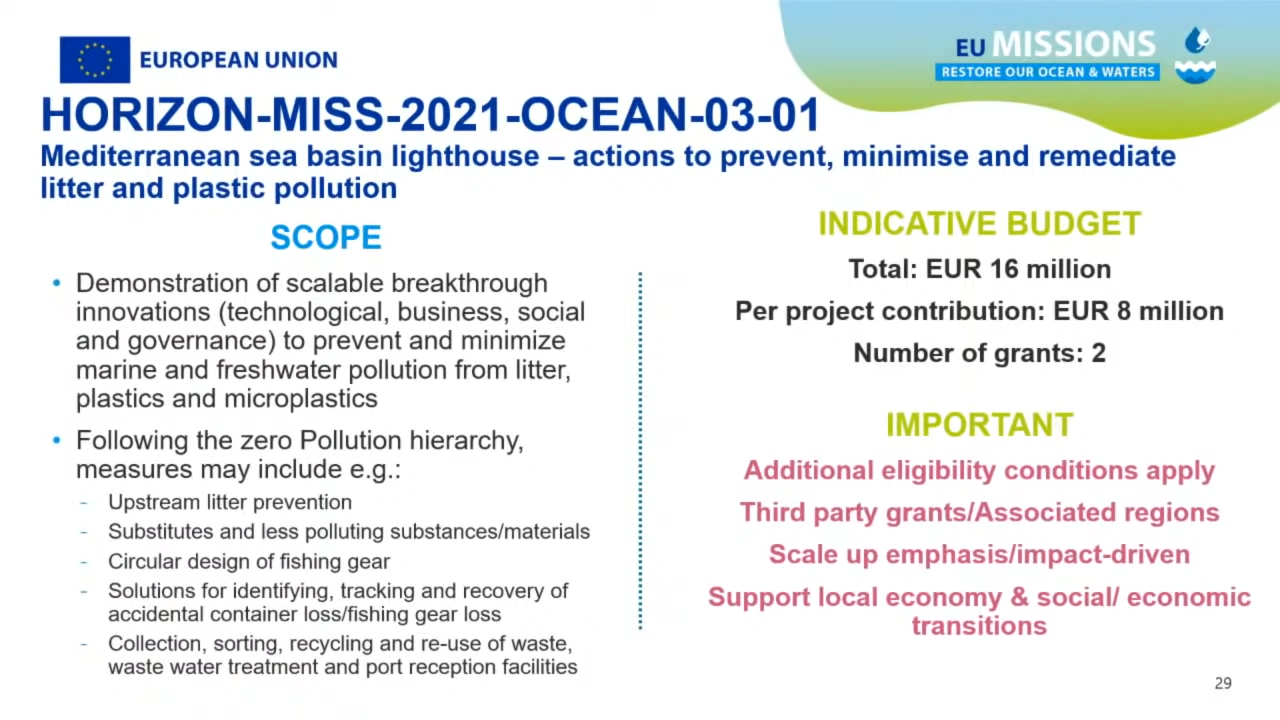 EUROPEAN UNION
EU MISSIONS
RESTORE OUR OCEAN & WATERS
HORIZON-MISS-2021-OCEAN-03-01
Mediterranean sea basin lighthouse – actions to prevent, minimise and remediate
litter and plastic pollution
SCOPE
• Demonstration of scalable breakthrough
innovations (technological, business, social
and governance) to prevent and minimize
marine and freshwater pollution from litter,
plastics and microplastics
• Following the zero Pollution hierarchy,
measures may include e.g.:
- Upstream litter prevention
- Substitutes and less polluting substances/materials
- Circular design of fishing gear
- Solutions for identifying, tracking and recovery of
accidental container loss/fishing gear loss
- Collection, sorting, recycling and re-use of waste,
waste water treatment and port reception facilities
INDICATIVE BUDGET
Total: EUR 16 million
Per project contribution: EUR 8 million
Number of grants: 2
IMPORTANT
Additional eligibility conditions apply
Third party grants/Associated regions
Scale up emphasis/impact-driven
Support local economy & social/ economic
transitions
29